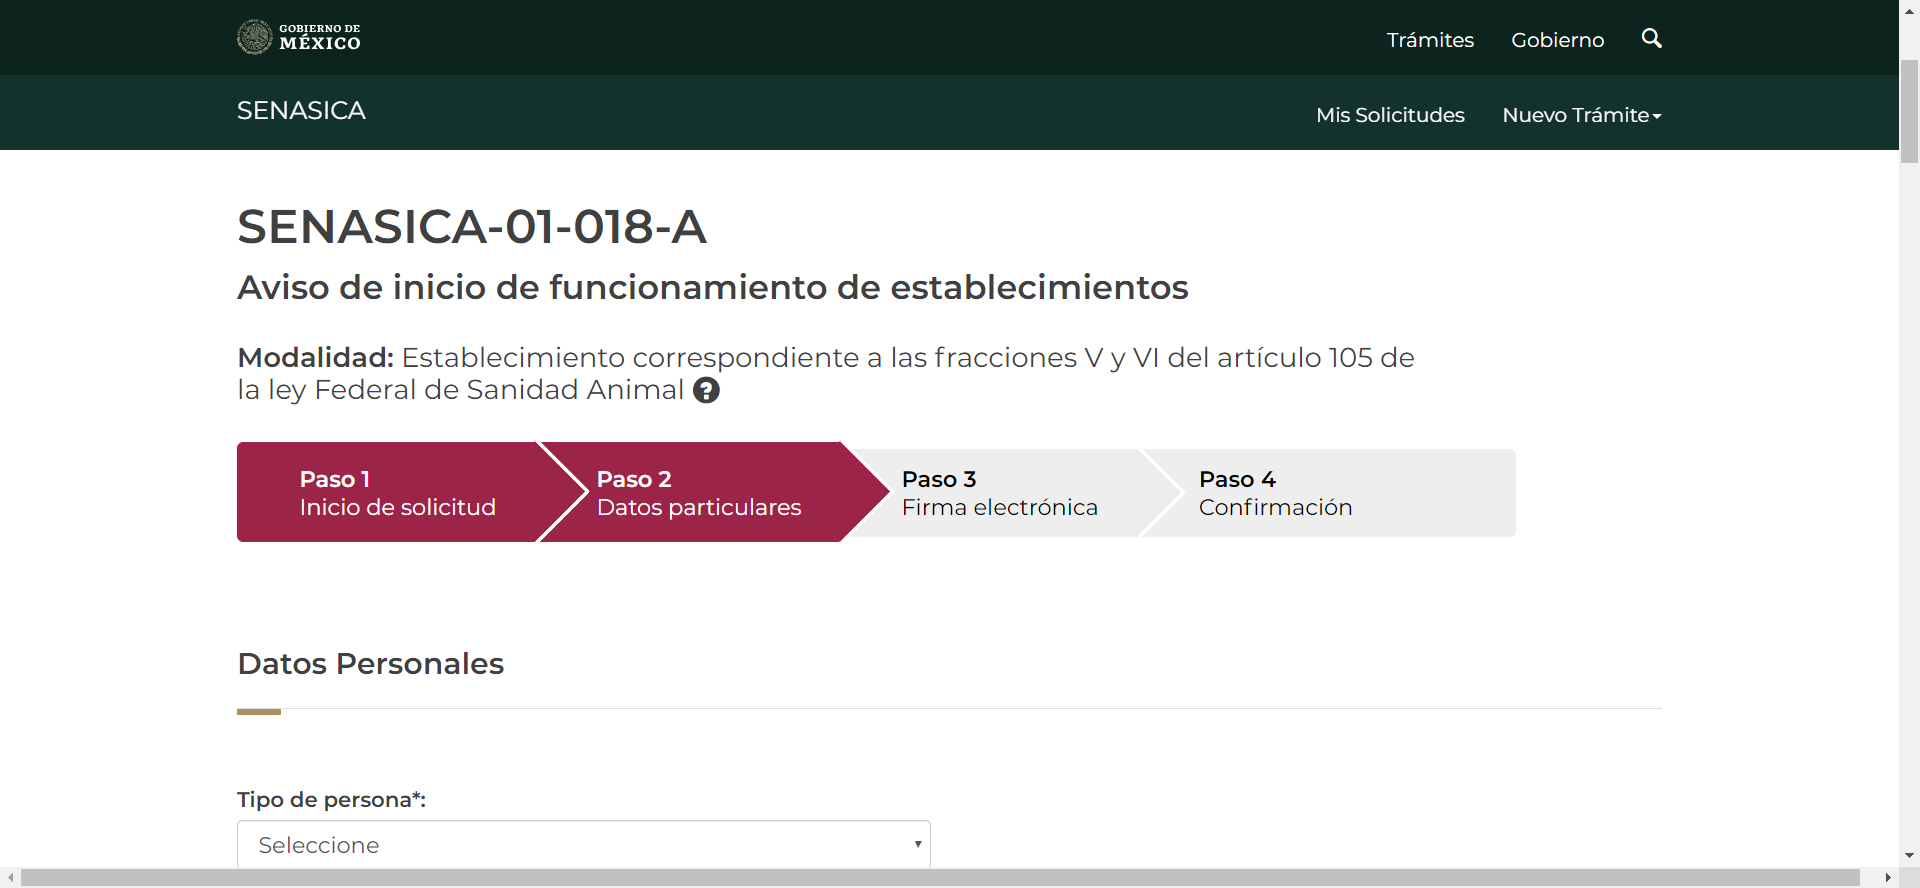 GOBIERNO DE
MÉXICO
Trámites
Gobierno
SENASICA
Mis Solicitudes
Nuevo Trámite
SENASICA-01-018-A
Aviso de inicio de funcionamiento de establecimientos
Modalidad: Establecimiento correspondiente a las fracciones V y VI del artículo 105 de
la ley Federal de Sanidad Animal ?
Paso 1
Inicio de solicitud
Paso 2
Datos particulares
Paso 3
Firma electrónica
Paso 4
Confirmación
Datos Personales
Tipo de persona*:
Seleccione